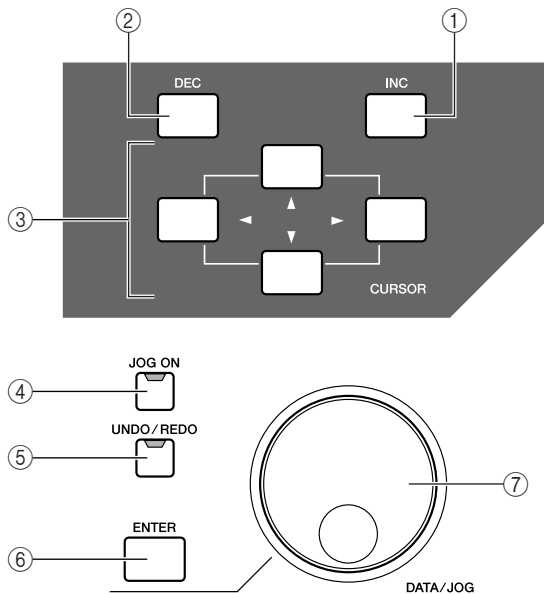 ② ①
DEC INC
③
CURSOR
④ JOG ON
⑤ UNDO/REDO
⑦
⑥ ENTER
DATA/JOG